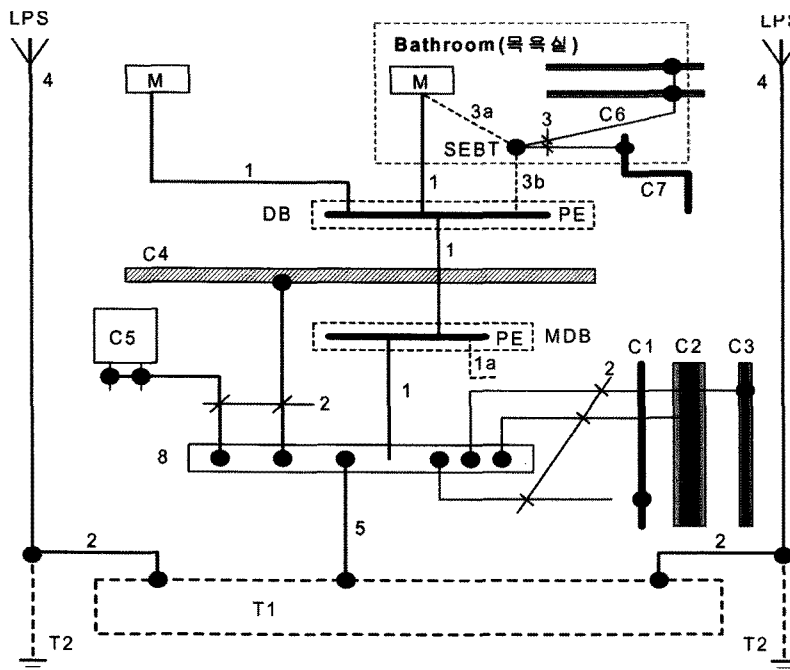 LPS
LPS
4
M
Bathroom(목욕실)
M
4
3a
3
C6
SEBT
1
1
3b
C7
DB
PE
1
C4
PE
MDB
C5
1a
2
C1
C2
C3
1
2
8
5
2
2
T1
T2
T2